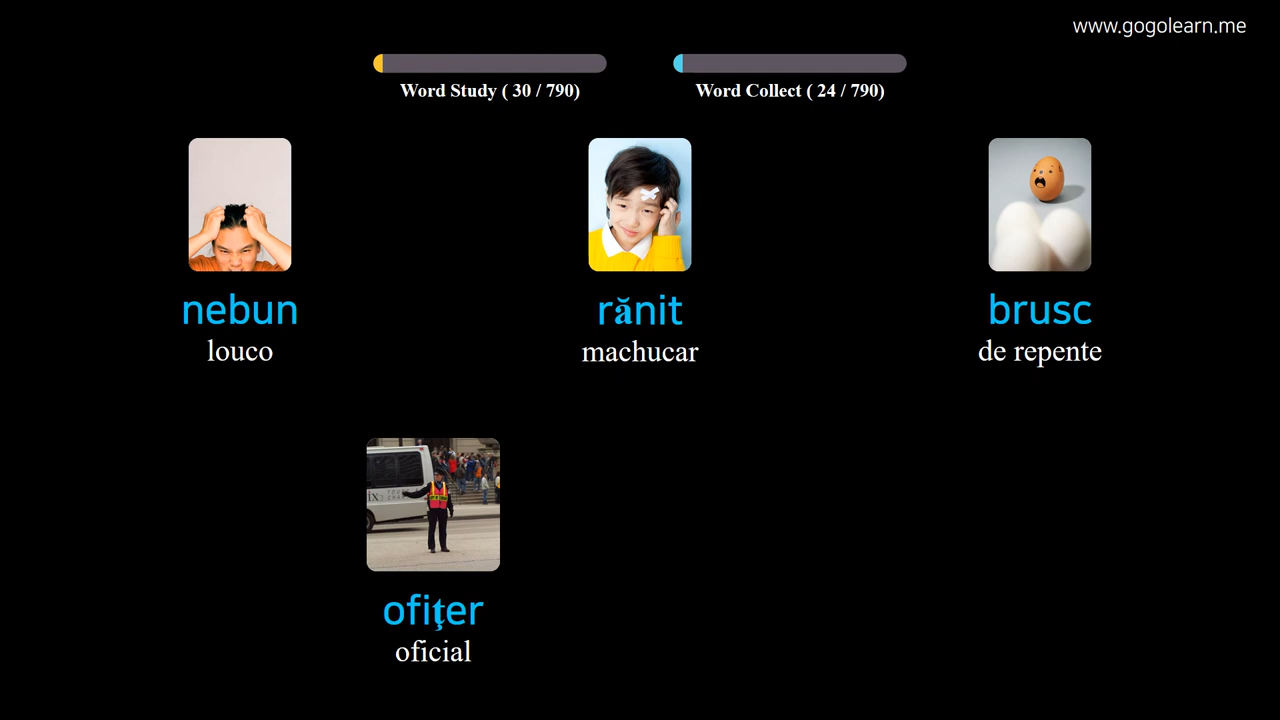 www.gogolearn.me
Word Study ( 30 / 790)
Word Collect ( 24 / 790)
nebun
louco
rănit
machucar
brusc
de repente
ofiţer
oficial